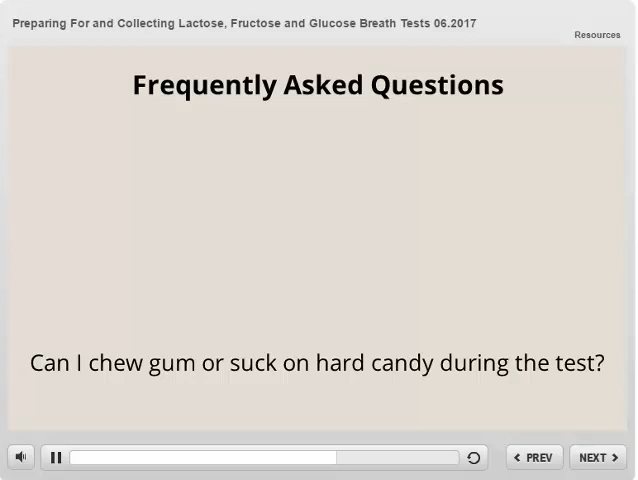 Preparing For and Collecting Lactose, Fructose and Glucose Breath Tests 06.2017
Resources
Frequently Asked Questions
Can I chew gum or suck on hard candy during the test?
PREV
NEXT